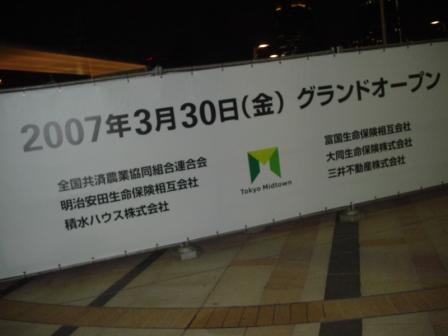 2007年3月30日(金) グランドオープン
全国共済農業協同組合連合会
明治安田生命保険相互会社
積水ハウス株式会社
Tokyo Midtown
富国生命保険相互会社
大同生命保険株式会社
三井不動産株式会社